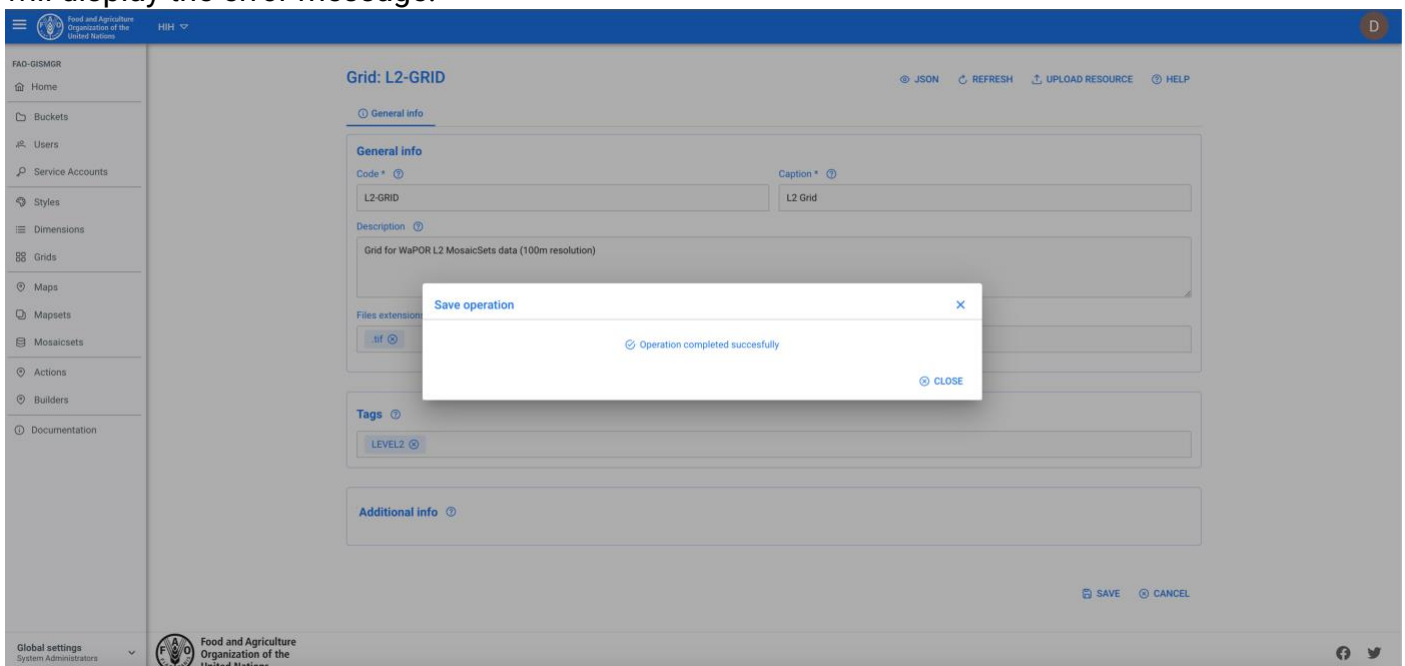 will display the error message.
Food and Agriculture
Organization of the
United Nations
HIH
D
FAO-GISMGR
Home
Buckets
Users
Service Accounts
Styles
Dimensions
Grids
Maps
Mapsets
Mosaicsets
Actions
Builders
Documentation
Global settings
System Administrators
Grid: L2-GRID
JSON REFRESH UPLOAD RESOURCE HELP
General info
General info
Code * Caption *
L2-GRID L2 Grid
Description
Grid for WaPOR L2 MosaicSets data (100m resolution)
Save operation
Files extension
.tif
Operation completed succesfully
CLOSE
Tags
LEVEL2
Additional info
SAVE CANCEL
Food and Agriculture
Organization of the
United Nations